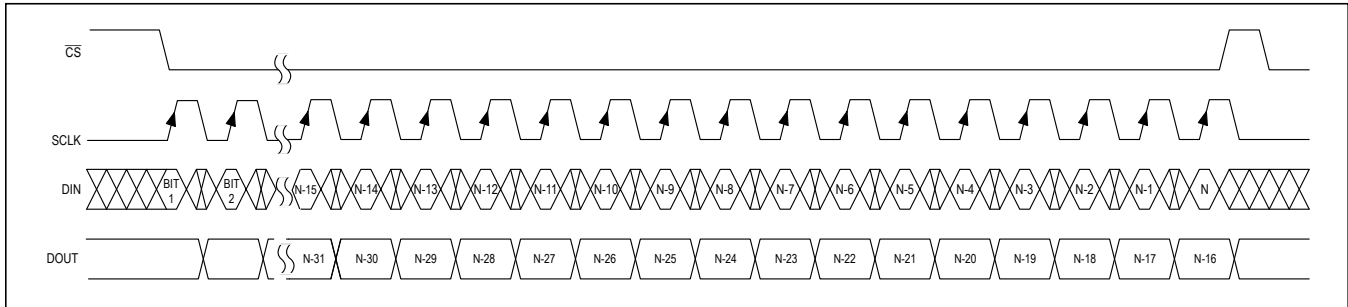 CS
SCLK
DIN BIT 1 BIT 2 N-15 N-14 N-13 N-12 N-11 N-10 N-9 N-8 N-7 N-6 N-5 N-4 N-3 N-2 N-1 N
DOUT N-31 N-30 N-29 N-28 N-27 N-26 N-25 N-24 N-23 N-22 N-21 N-20 N-19 N-18 N-17 N-16